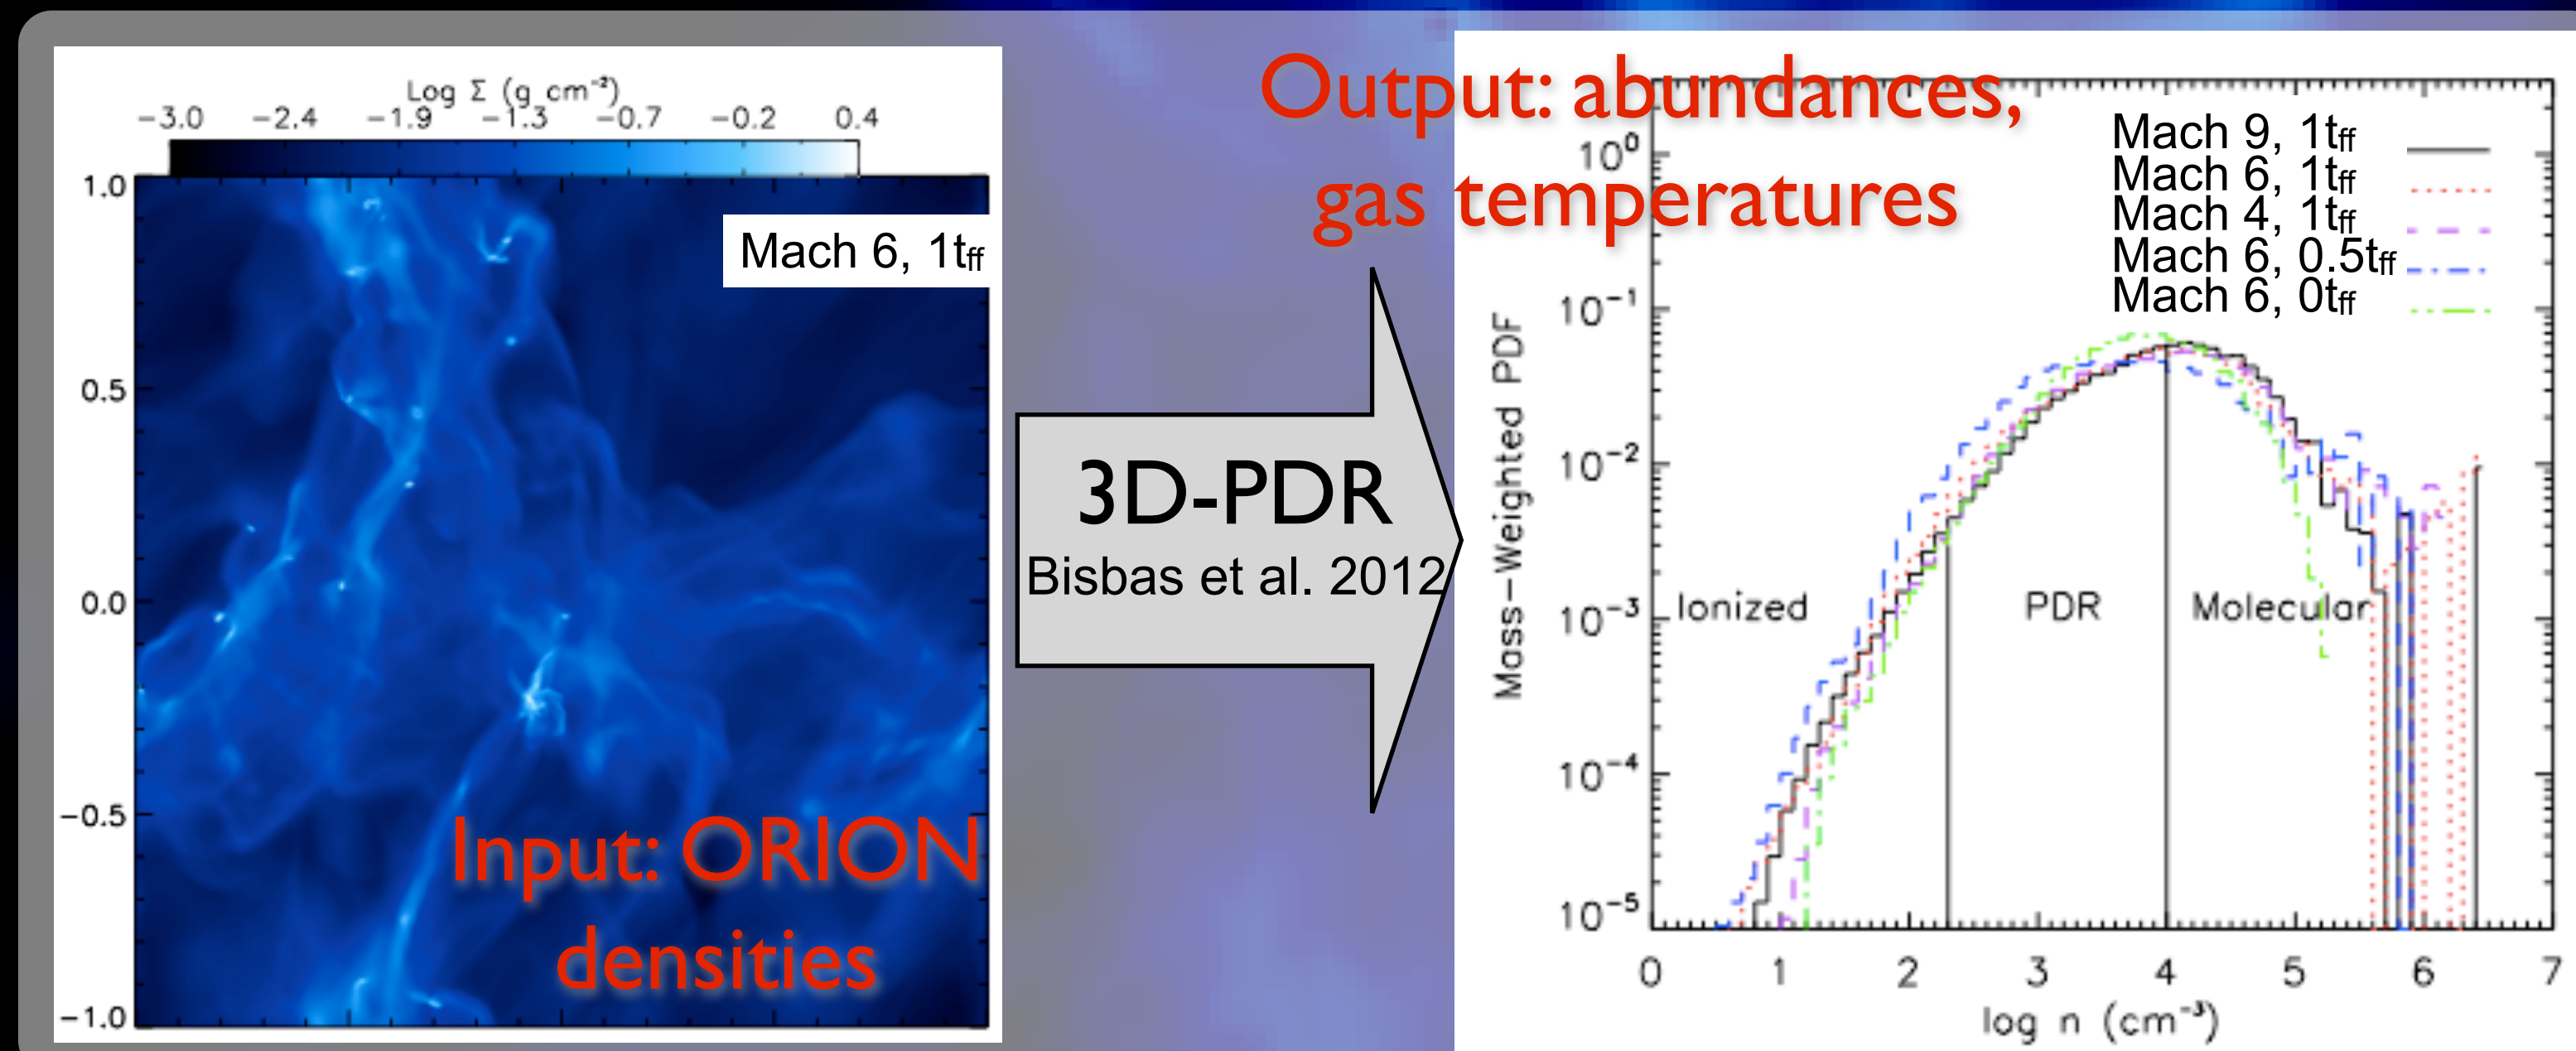 Log Σ (g cm⁻²)
−3.0 −2.4 −1.9 −1.3 −0.7 −0.2 0.4
1.0
0.5
0.0
−0.5
−1.0
Mach 6, 1tff
Input: ORION
densities
3D-PDR
Bisbas et al. 2012
Output: abundances,
gas temperatures
Mach 9, 1tff
Mach 6, 1tff
Mach 4, 1tff
Mach 6, 0.5tff
Mach 6, 0tff
Mass−Weighted PDF
10⁰
10⁻¹
10⁻²
10⁻³
10⁻⁴
10⁻⁵
Ionized PDR Molecular
0 1 2 3 4 5 6 7
log n (cm⁻³)